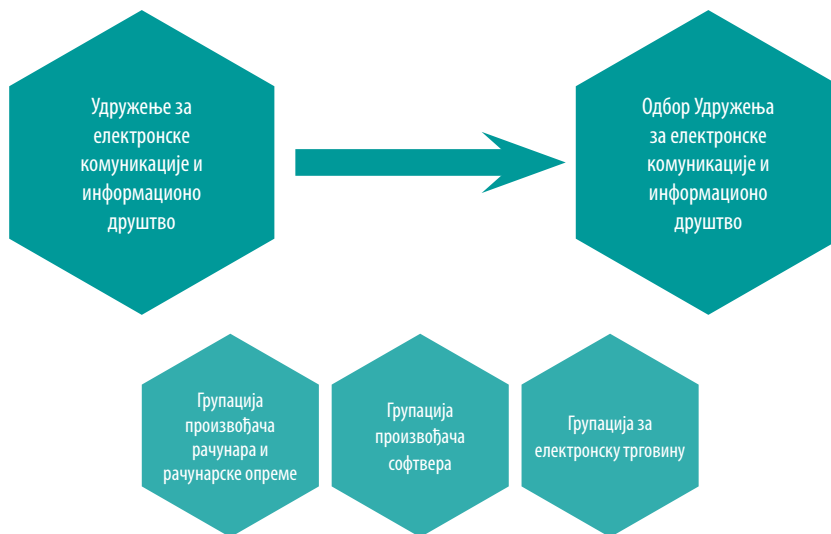 Удружење за
електронске
комуникације и
информационо
друштво
Одбор Удружења
за електронске
комуникације и
информационо
друштво
Групација
произвођача
рачунара и
рачунарске опреме
Групација
произвођача
софтвера
Групација за
електронску трговину